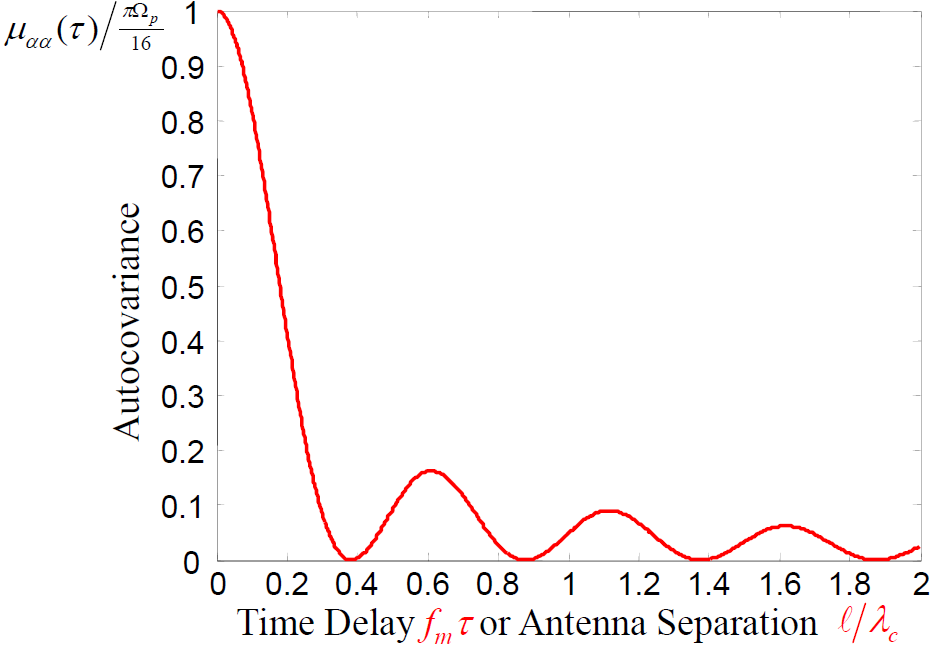 μ_αα(τ)/πΩ_p/16
1
0.9
0.8
0.7
0.6
0.5
0.4
0.3
0.2
0.1
0
Autocovariance
0 0.2 0.4 0.6 0.8 1 1.2 1.4 1.6 1.8 2
Time Delay f_m τ or Antenna Separation ℓ/λ_c